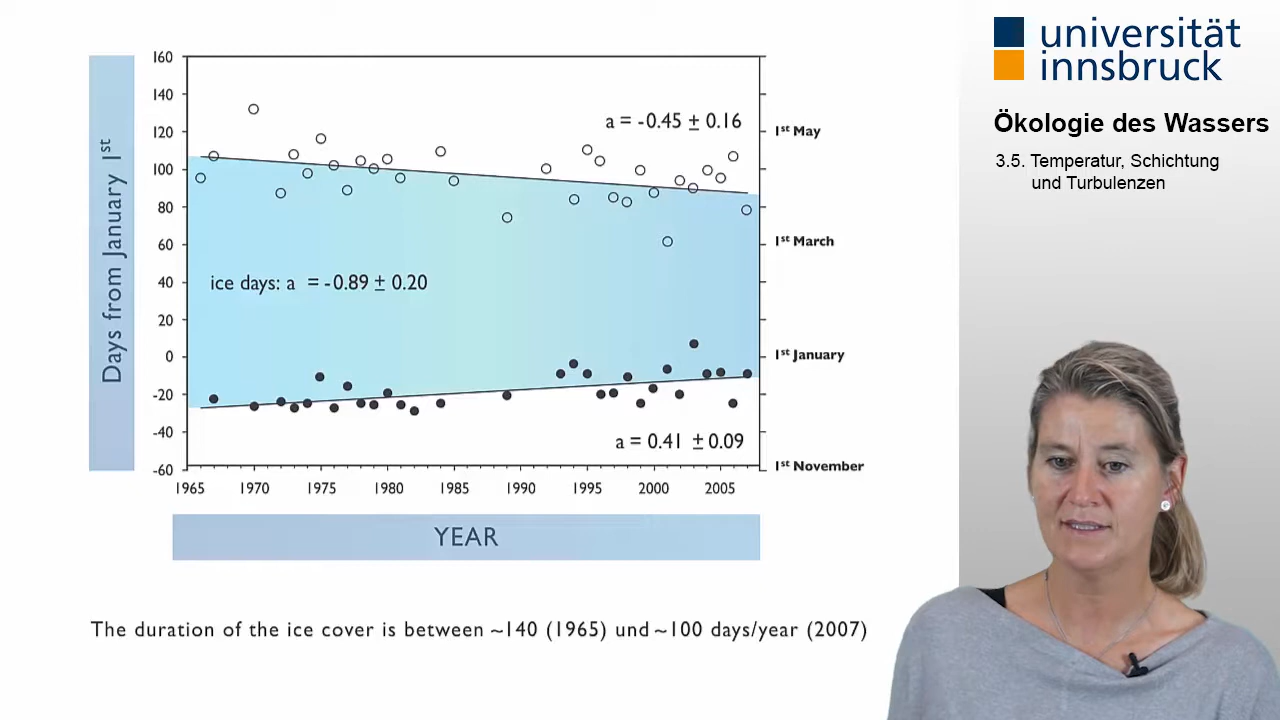 universität
innsbruck
Ökologie des Wassers
3.5. Temperatur, Schichtung
und Turbulenzen
Days from January 1st
160
140
120
100
80
60
40
20
0
-20
-40
-60
a = -0.45 ± 0.16
ice days: a = -0.89 ± 0.20
a = 0.41 ± 0.09
1st May
1st March
1st January
1st November
1965 1970 1975 1980 1985 1990 1995 2000 2005
YEAR
The duration of the ice cover is between ~140 (1965) und ~100 days/year (2007)